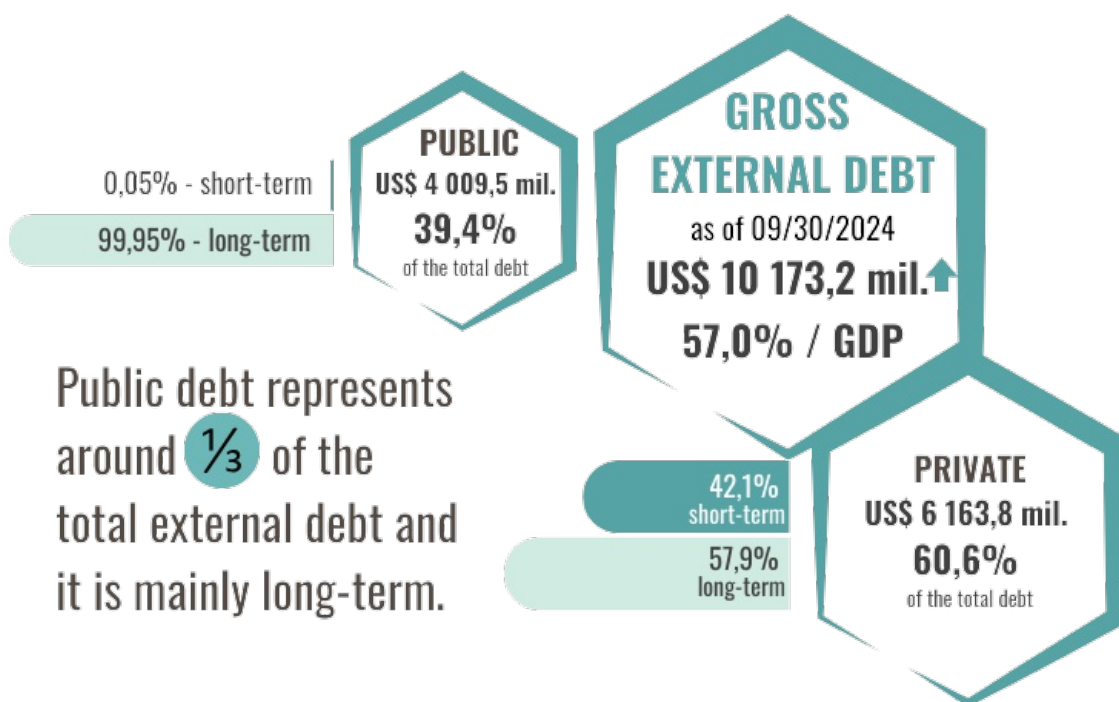 GROSS
EXTERNAL DEBT
as of 09/30/2024
US$ 10 173,2 mil.
57,0% / GDP
PUBLIC
US$ 4 009,5 mil.
39,4%
of the total debt
0,05% - short-term
99,95% - long-term
Public debt represents
around ⅓ of the
total external debt and
it is mainly long-term.
PRIVATE
US$ 6 163,8 mil.
60,6%
of the total debt
42,1%
short-term
57,9%
long-term